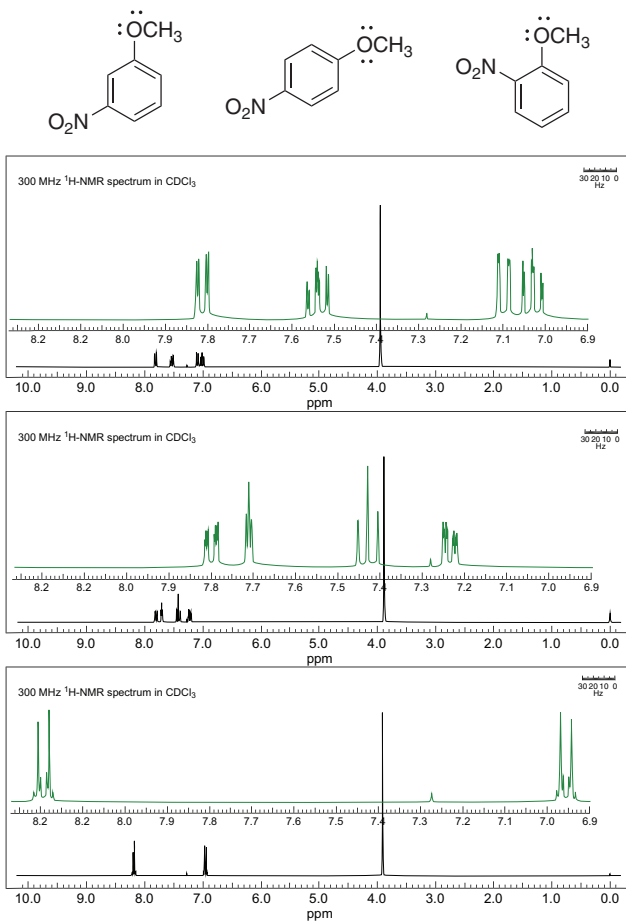 :ÖCH₃
OCH₃
:ÖCH₃
O₂N
O₂N
O₂N
300 MHz ¹H-NMR spectrum in CDCl₃
30 20 10 0
Hz
8.2 8.2 8.0 7.9 7.8 7.7 7.6 7.5 7.4 7.3 7.2 7.1 7.0 6.9
10.0 9.0 8.0 7.0 6.0 5.0 4.0 3.0 2.0 1.0 0.0
ppm
300 MHz ¹H-NMR spectrum in CDCl₃
30 20 10 0
Hz
8.2 8.2 8.0 7.9 7.8 7.7 7.6 7.5 7.4 7.3 7.2 7.1 7.0 6.9
10.0 9.0 8.0 7.0 6.0 5.0 4.0 3.0 2.0 1.0 0.0
ppm
300 MHz ¹H-NMR spectrum in CDCl₃
30 20 10 0
Hz
8.2 8.2 8.0 7.9 7.8 7.7 7.6 7.5 7.4 7.3 7.2 7.1 7.0 6.9
10.0 9.0 8.0 7.0 6.0 5.0 4.0 3.0 2.0 1.0 0.0
ppm